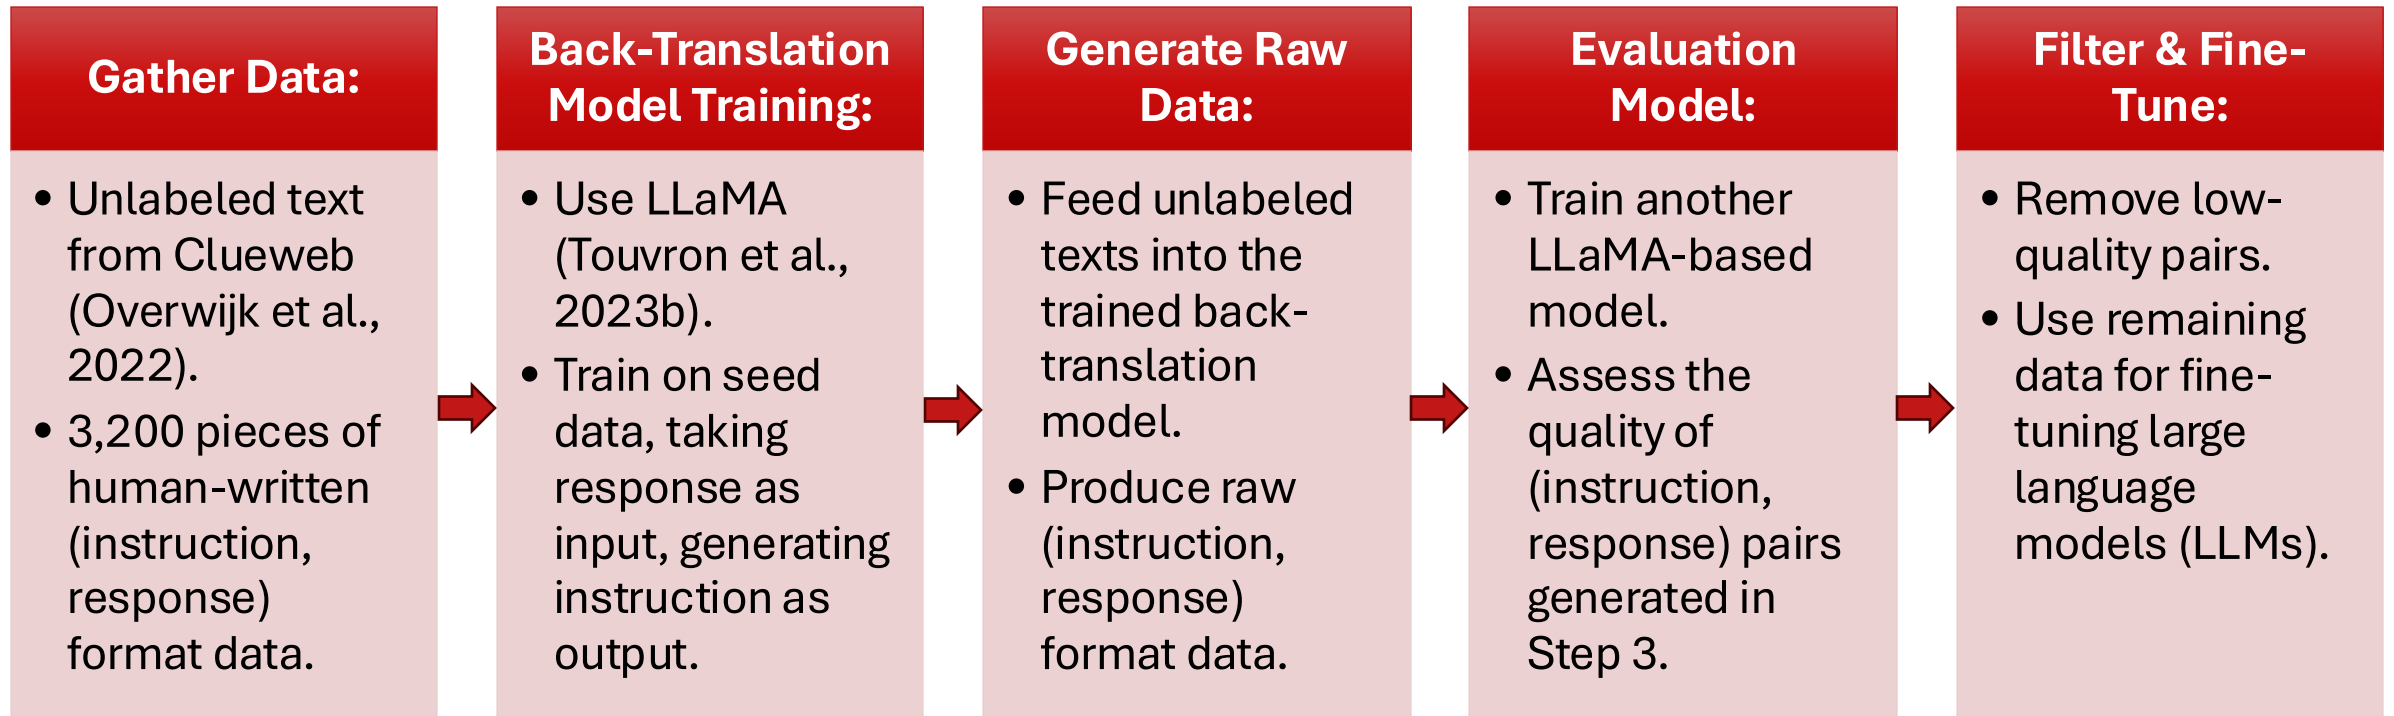 Gather Data:
• Unlabeled text
from Clueweb
(Overwijk et al.,
2022).
• 3,200 pieces of
human-written
(instruction,
response)
format data.
Back-Translation
Model Training:
• Use LLaMA
(Touvron et al.,
2023b).
• Train on seed
data, taking
response as
input, generating
instruction as
output.
Generate Raw
Data:
• Feed unlabeled
texts into the
trained back-
translation
model.
• Produce raw
(instruction,
response)
format data.
Evaluation
Model:
• Train another
LLaMA-based
model.
• Assess the
quality of
(instruction,
response) pairs
generated in
Step 3.
Filter & Fine-
Tune:
• Remove low-
quality pairs.
• Use remaining
data for fine-
tuning large
language
models (LLMs).